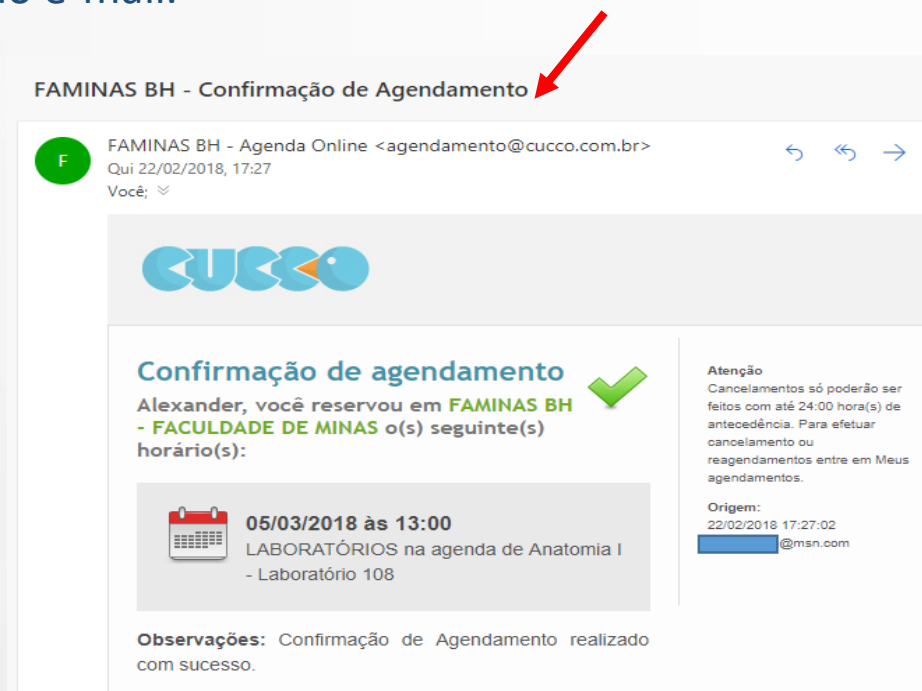 e-mail.
FAMINAS BH - Confirmação de Agendamento
F
FAMINAS BH - Agenda Online <agendamento@cucco.com.br>
Qui 22/02/2018, 17:27
Você;
CUCCO
Confirmação de agendamento
Alexander, você reservou em FAMINAS BH
- FACULDADE DE MINAS o(s) seguinte(s)
horário(s):
05/03/2018 às 13:00
LABORATÓRIOS na agenda de Anatomia I
- Laboratório 108
Observações: Confirmação de Agendamento realizado
com sucesso.
Atenção
Cancelamentos só poderão ser
feitos com até 24:00 hora(s) de
antecedência. Para efetuar
cancelamento ou
reagendamentos entre em Meus
agendamentos.
Origem:
22/02/2018 17:27:02
@msn.com